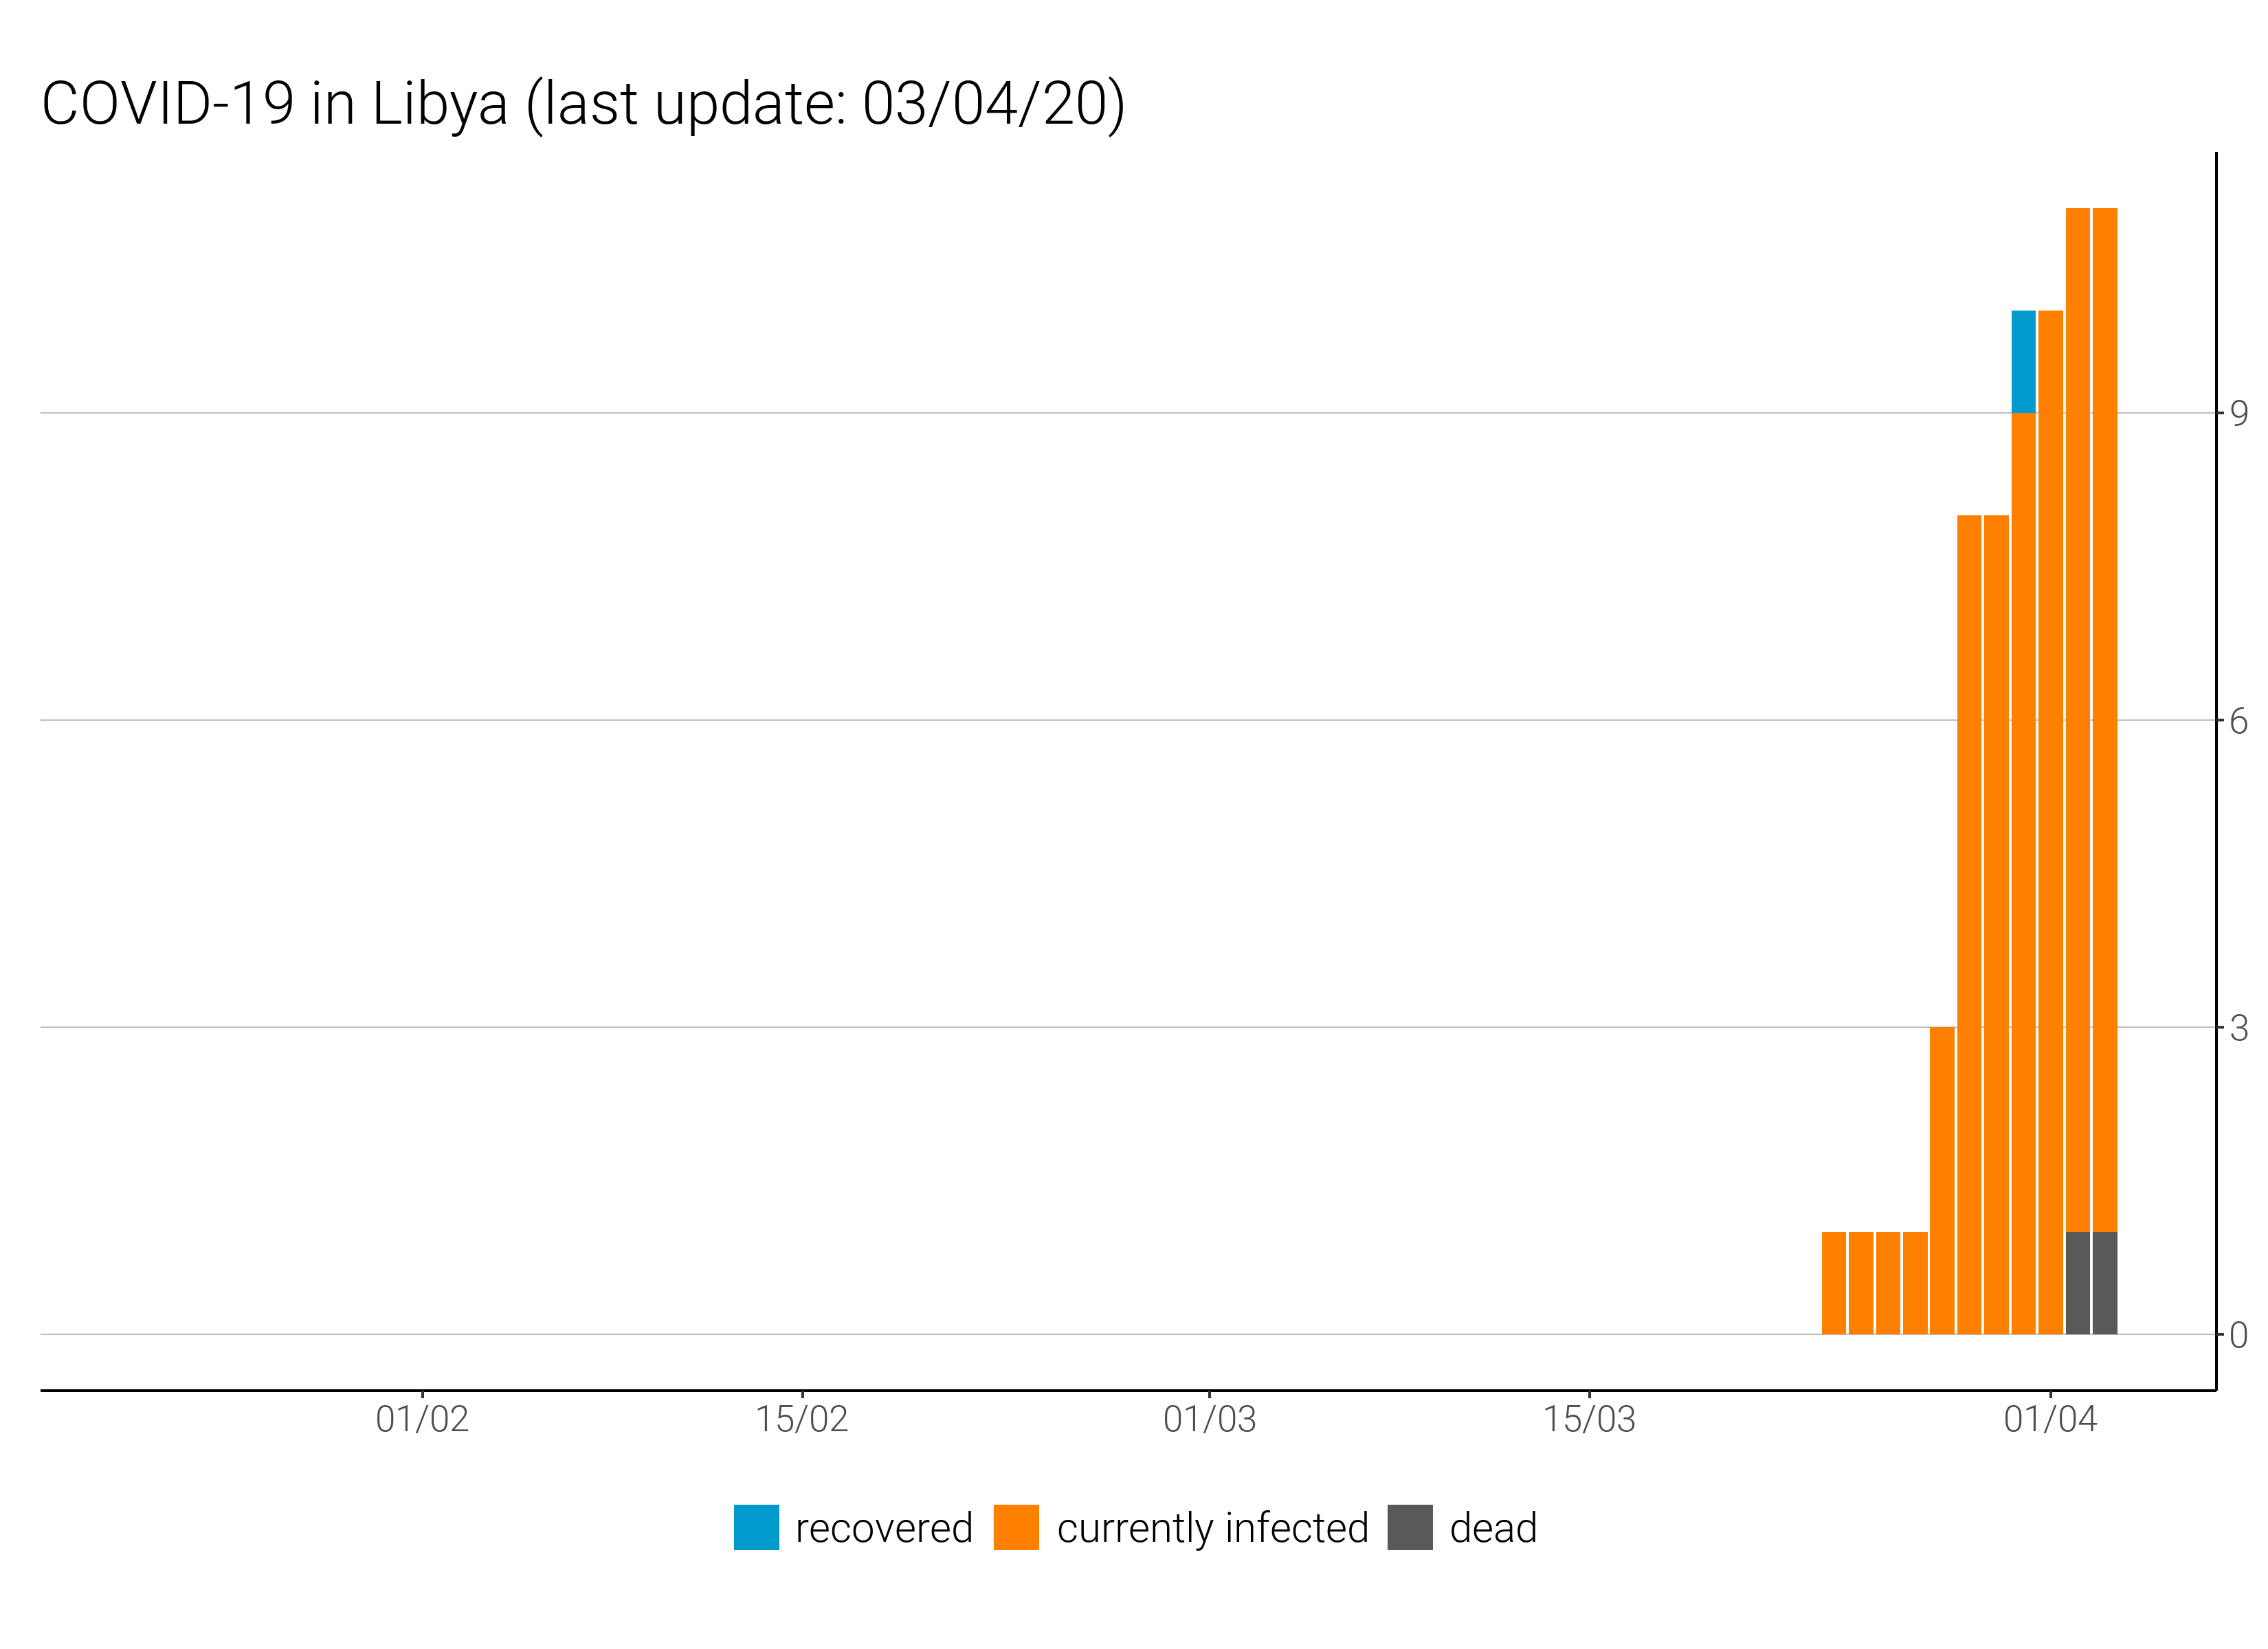 COVID-19 in Libya (last update: 03/04/20)
9
6
3
0
01/02 15/02 01/03 15/03 01/04
recovered currently infected dead